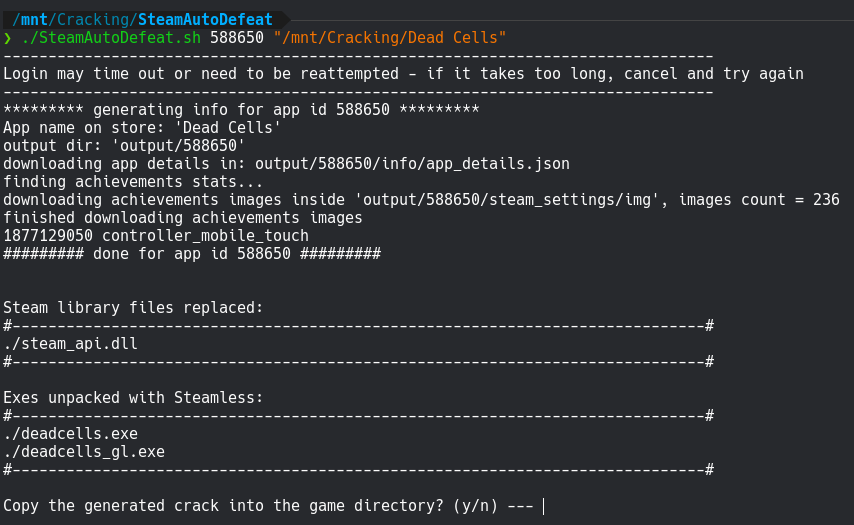 /mnt/Cracking/SteamAutoDefeat
❯ ./SteamAutoDefeat.sh 588650 "/mnt/Cracking/Dead Cells"
-------------------------------------------------------------------------------
Login may time out or need to be reattempted - if it takes too long, cancel and try again
-------------------------------------------------------------------------------
********* generating info for app id 588650 *********
App name on store: 'Dead Cells'
output dir: 'output/588650'
downloading app details in: output/588650/info/app_details.json
finding achievements stats...
downloading achievements images inside 'output/588650/steam_settings/img', images count = 236
finished downloading achievements images
1877129050 controller_mobile_touch
######### done for app id 588650 #########
Steam library files replaced:
#-----------------------------------------------------------------------------#
./steam_api.dll
#-----------------------------------------------------------------------------#
Exes unpacked with Steamless:
#-----------------------------------------------------------------------------#
./deadcells.exe
./deadcells_gl.exe
#-----------------------------------------------------------------------------#
Copy the generated crack into the game directory? (y/n) ---